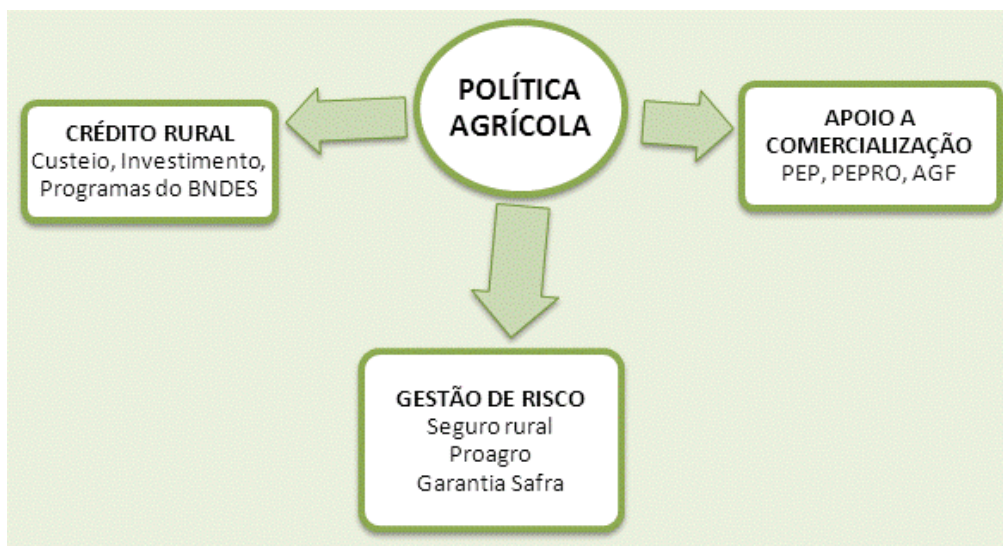 POLÍTICA
AGRÍCOLA
CRÉDITO RURAL
Custeio, Investimento,
Programas do BNDES
APOIO A
COMERCIALIZAÇÃO
PEP, PEPRO, AGF
GESTÃO DE RISCO
Seguro rural
Proagro
Garantia Safra